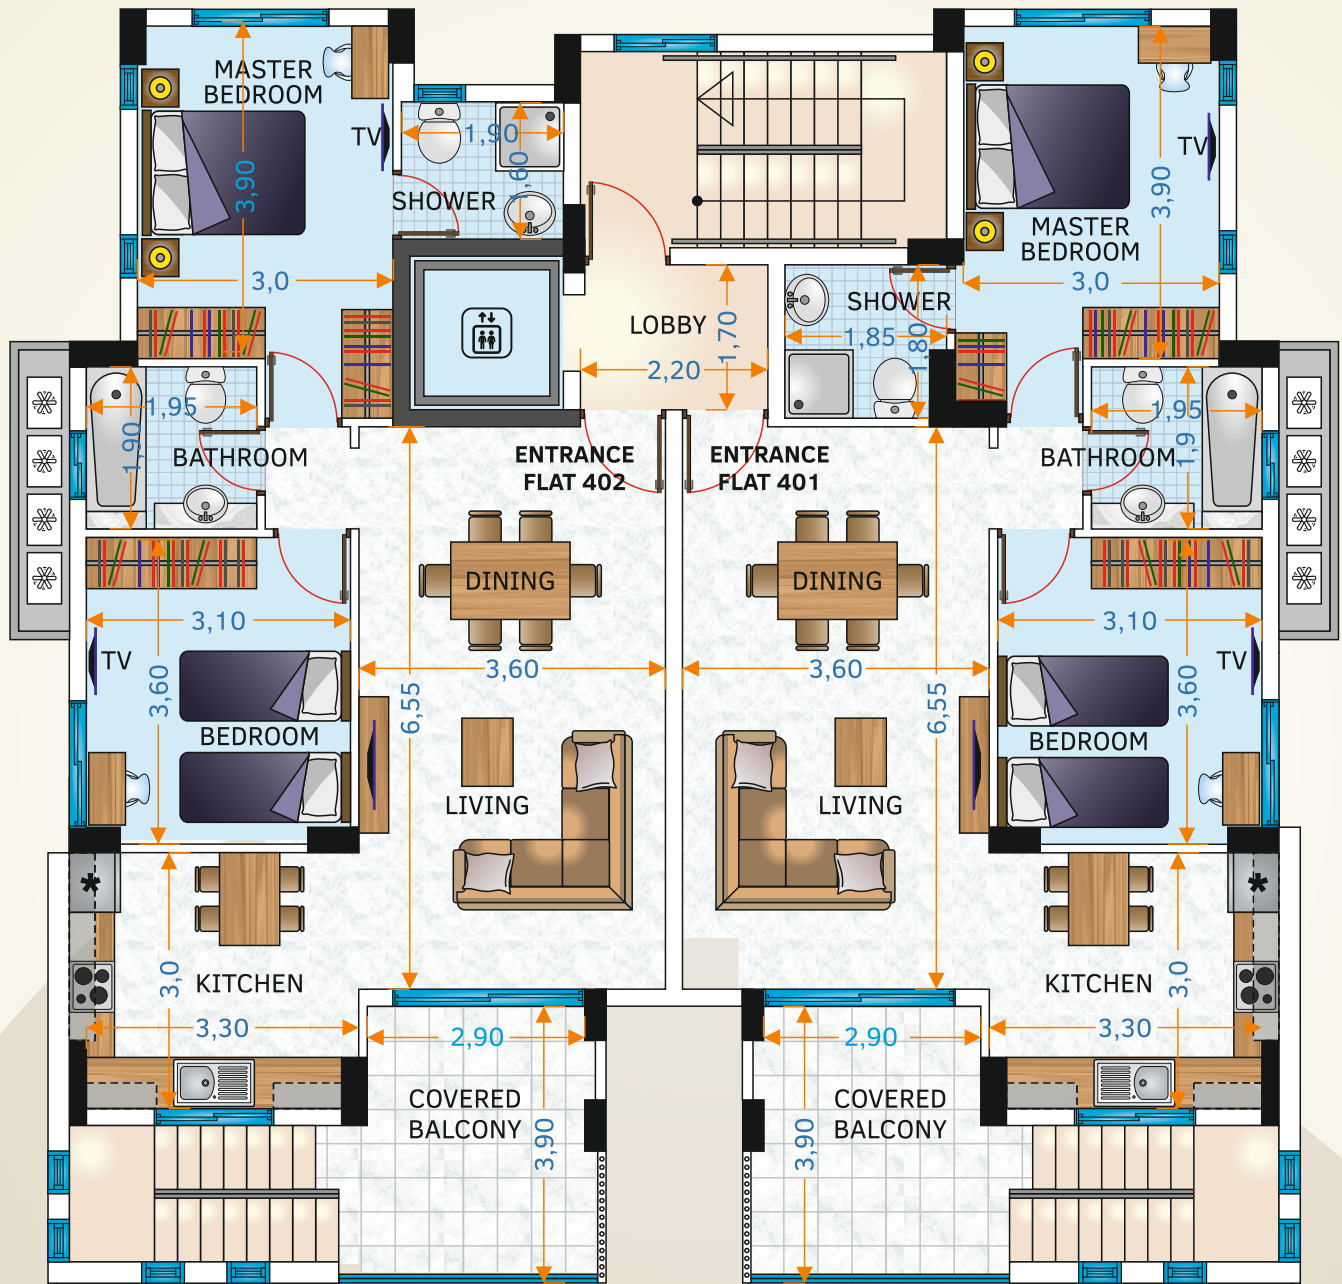 MASTER
BEDROOM
3,90
TV
1,90
1,60
SHOWER
3,0
MASTER
BEDROOM
3,90
TV
3,0
LOBBY
1,70
2,20
SHOWER
1,85
1,80
1,95
1,90
BATHROOM
ENTRANCE
FLAT 402
ENTRANCE
FLAT 401
1,95
1,9
BATHROOM
DINING
DINING
3,10
TV
3,60
BEDROOM
3,60
6,55
LIVING
3,60
6,55
LIVING
3,10
TV
3,60
BEDROOM
*
KITCHEN
3,0
3,30
*
KITCHEN
3,0
3,30
2,90
COVERED
BALCONY
3,90
2,90
COVERED
BALCONY
3,90